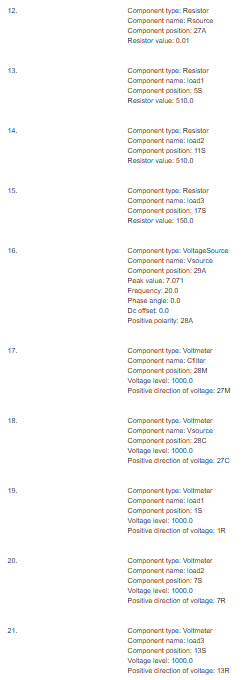 12.
Component type: Resistor
Component name: Rsource
Component position: 27A
Resistor value: 0.01
13.
Component type: Resistor
Component name: load1
Component position: 5S
Resistor value: 510.0
14.
Component type: Resistor
Component name: load2
Component position: 11S
Resistor value: 510.0
15.
Component type: Resistor
Component name: load3
Component position: 17S
Resistor value: 150.0
16.
Component type: VoltageSource
Component name: Vsource
Component position: 29A
Peak value: 7.071
Frequency: 20.0
Phase angle: 0.0
Dc offset: 0.0
Positive polarity: 28A
17.
Component type: Voltmeter
Component name: Cfilter
Component position: 28M
Voltage level: 1000.0
Positive direction of voltage: 27M
18.
Component type: Voltmeter
Component name: Vsource
Component position: 28C
Voltage level: 1000.0
Positive direction of voltage: 27C
19.
Component type: Voltmeter
Component name: load1
Component position: 1S
Voltage level: 1000.0
Positive direction of voltage: 1R
20.
Component type: Voltmeter
Component name: load2
Component position: 7S
Voltage level: 1000.0
Positive direction of voltage: 7R
21.
Component type: Voltmeter
Component name: load3
Component position: 13S
Voltage level: 1000.0
Positive direction of voltage: 13R